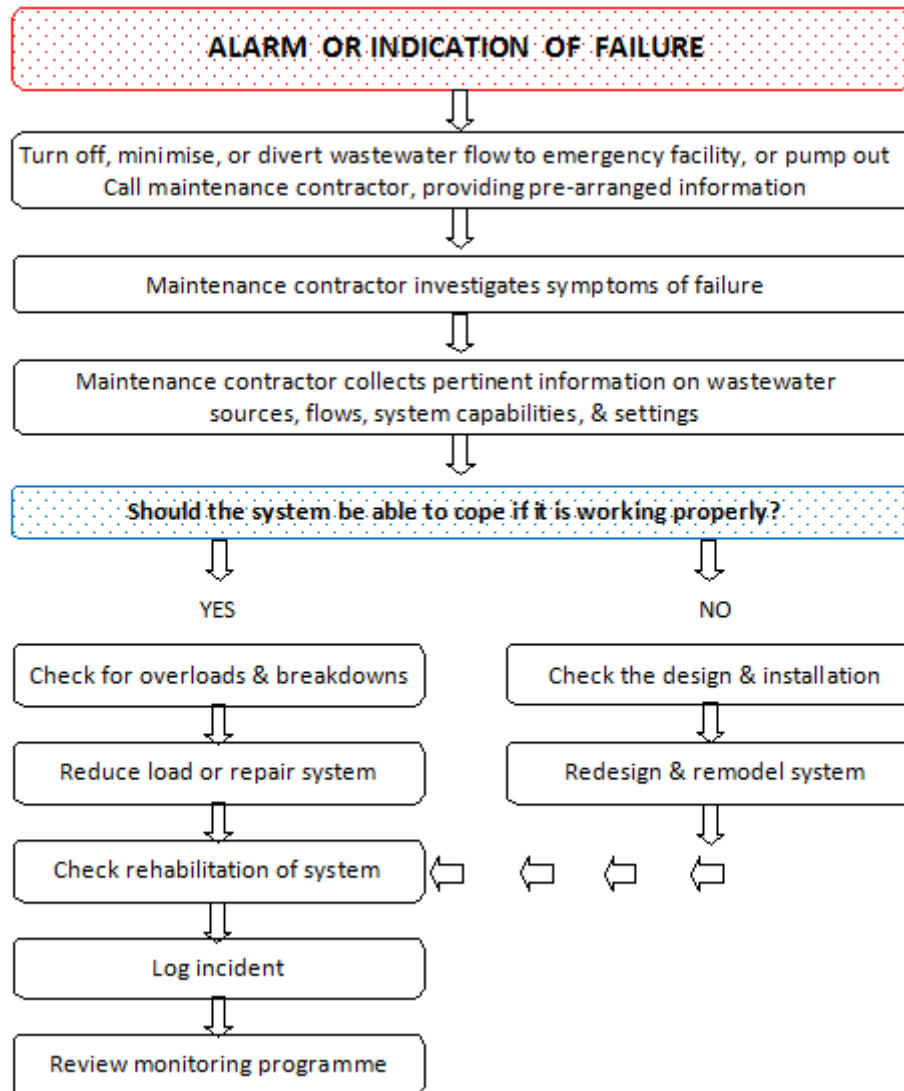 ALARM OR INDICATION OF FAILURE
Turn off, minimise, or divert wastewater flow to emergency facility, or pump out
Call maintenance contractor, providing pre-arranged information
Maintenance contractor investigates symptoms of failure
Maintenance contractor collects pertinent information on wastewater
sources, flows, system capabilities, & settings
Should the system be able to cope if it is working properly?
YES
NO
Check for overloads & breakdowns
Check the design & installation
Reduce load or repair system
Redesign & remodel system
Check rehabilitation of system
Log incident
Review monitoring programme